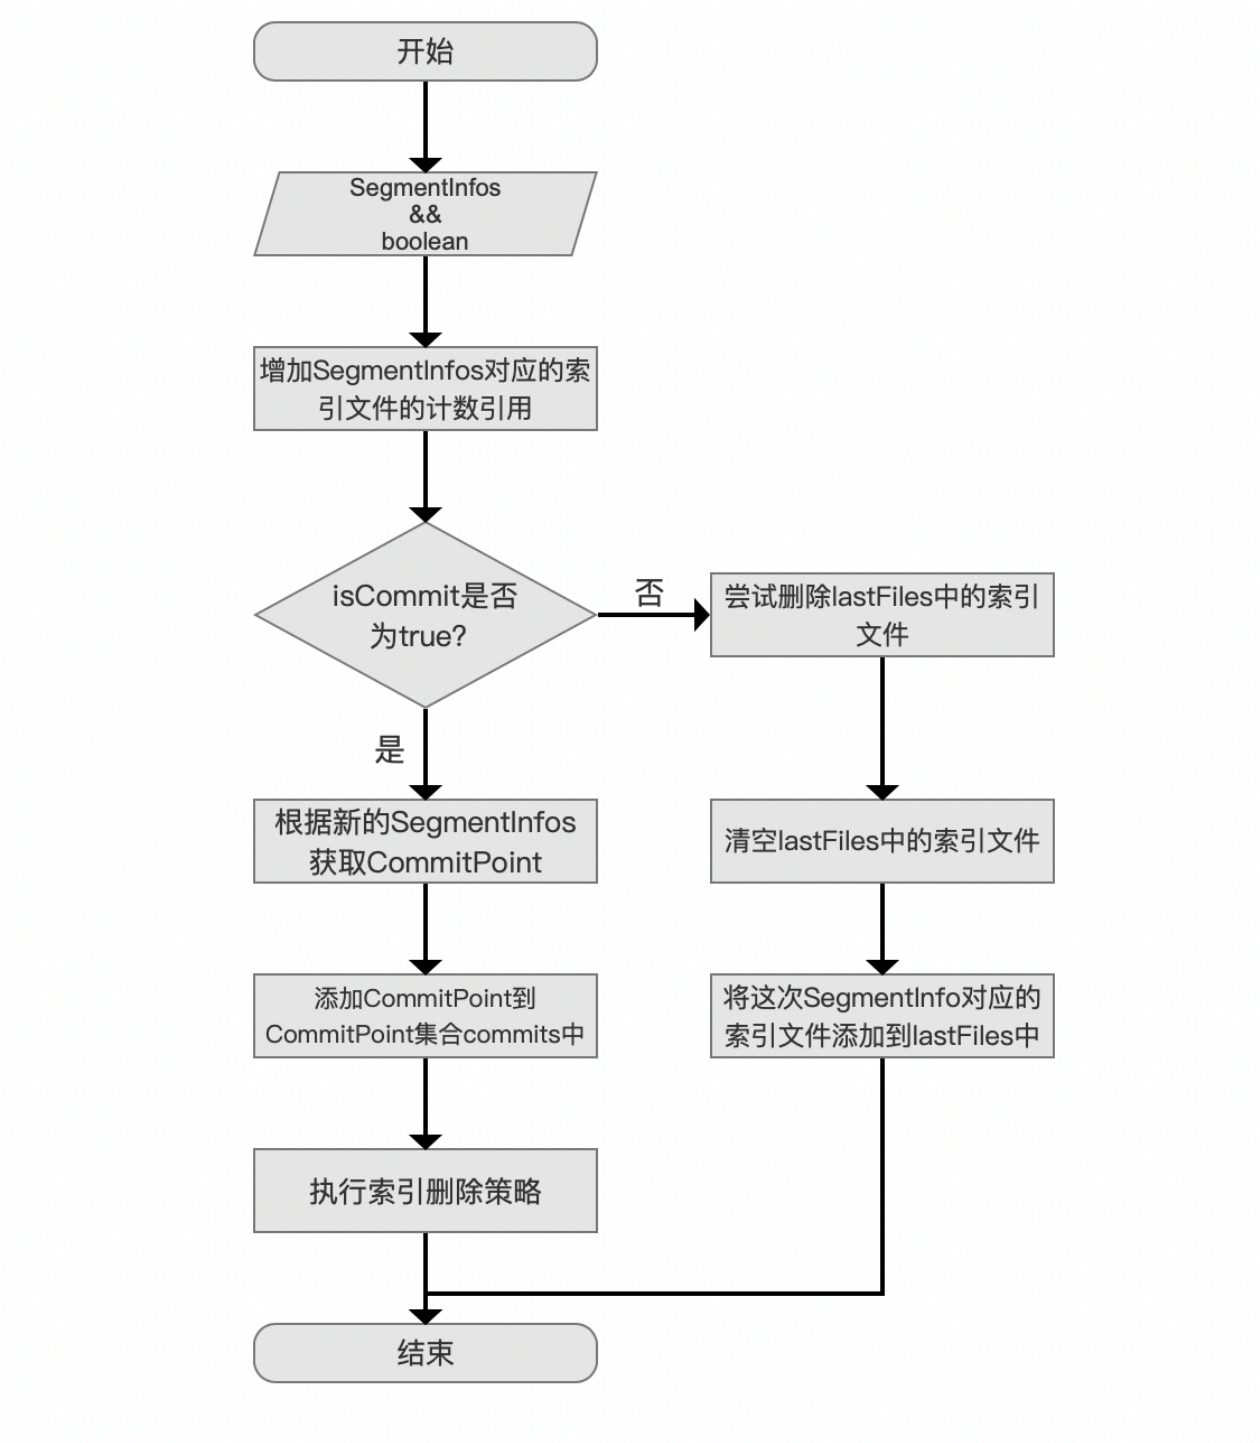 开始
SegmentInfos
&&
boolean
增加SegmentInfos对应的索
引文件的计数引用
isCommit是否
为true?
否
尝试删除lastFiles中的索引
文件
是
根据新的SegmentInfos
获取CommitPoint
清空lastFiles中的索引文件
添加CommitPoint到
CommitPoint集合commits中
将这次SegmentInfo对应的
索引文件添加到lastFiles中
执行索引删除策略
结束